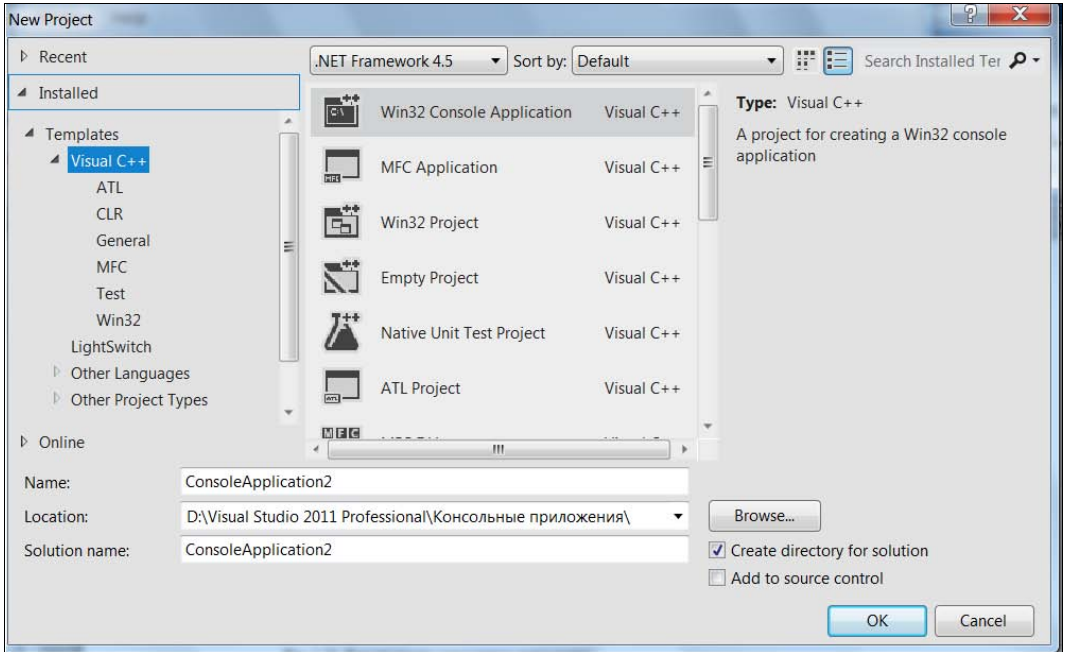 New Project
Recent
.NET Framework 4.5 Sort by: Default Search Installed Ter
Installed
Templates
Visual C++
ATL
CLR
General
MFC
Test
Win32
LightSwitch
Other Languages
Other Project Types
Online
Win32 Console Application Visual C++
MFC Application Visual C++
Win32 Project Visual C++
Empty Project Visual C++
Native Unit Test Project Visual C++
ATL Project Visual C++
Type: Visual C++
A project for creating a Win32 console
application
Name: ConsoleApplication2
Location: D:\Visual Studio 2011 Professional\Консольные приложения\ Browse...
Solution name: ConsoleApplication2
Create directory for solution
Add to source control
OK Cancel